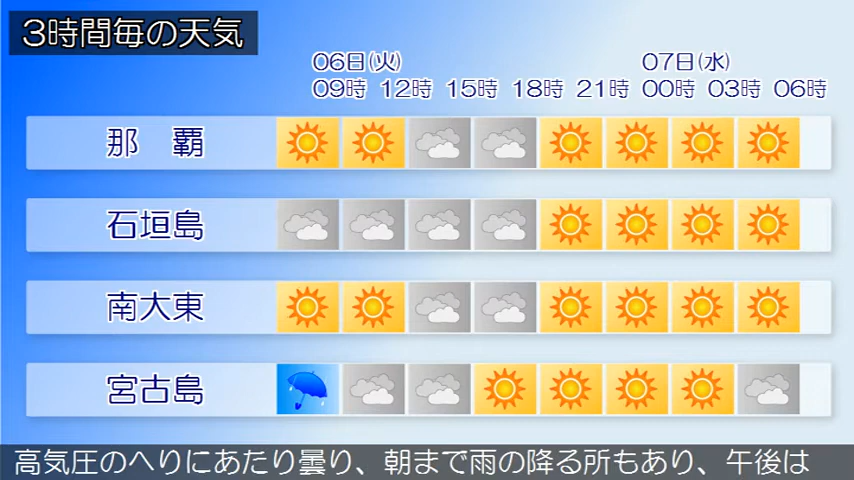 3時間毎の天気
06日(火) 07日(水)
09時 12時 15時 18時 21時 00時 03時 06時
那 覇
石垣島
南大東
宮古島
高気圧のへりにあたり曇り、朝まで雨の降る所もあり、午後は